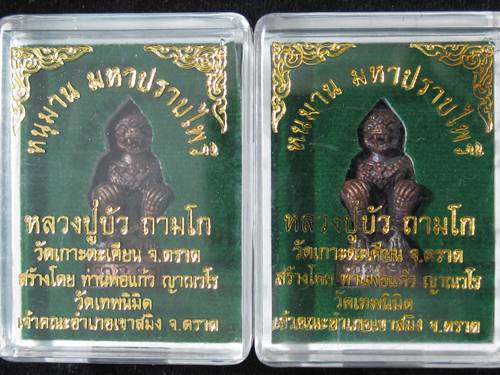 หนุมาน มหาปราบไพรี
หลวงปู่บัว ถามโก
วัดเกาะตะเคียน จ.ตราด
สร้างโดย ท่านพ่อแก้ว ญาณวโร
วัดเทพนิมิต
เจ้าคณะอำเภอเขาสมิง จ.ตราด
หนุมาน มหาปราบไพรี
หลวงปู่บัว ถามโก
วัดเกาะตะเคียน จ.ตราด
สร้างโดย ท่านพ่อแก้ว ญาณวโร
วัดเทพนิมิต
เจ้าคณะอำเภอเขาสมิง จ.ตราด